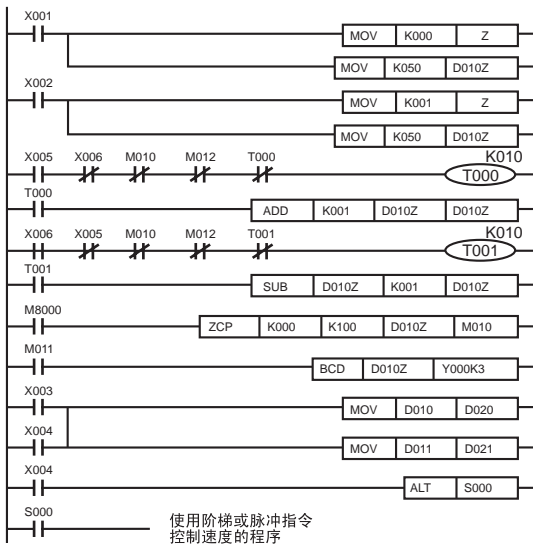 X001
MOV K000 Z
MOV K050 D010Z
X002
MOV K001 Z
MOV K050 D010Z
X005 X006 M010 M012 T000 K010
T000
T000
ADD K001 D010Z D010Z
X006 X005 M010 M012 T001 K010
T001
T001
SUB D010Z K001 D010Z
M8000
ZCP K000 K100 D010Z M010
M011
BCD D010Z Y000K3
X003
MOV D010 D020
X004
MOV D011 D021
X004
ALT S000
S000
使用阶梯或脉冲指令
控制速度的程序